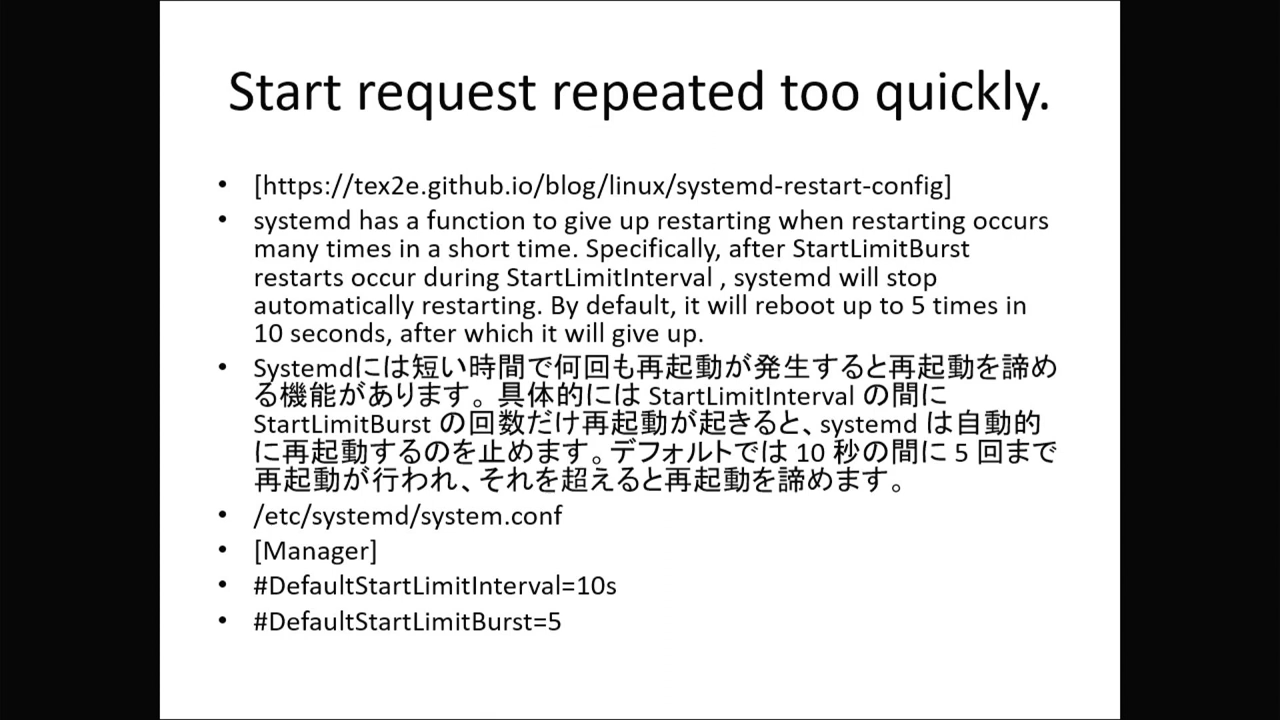 Start request repeated too quickly.
• [https://tex2e.github.io/blog/linux/systemd-restart-config]
• systemd has a function to give up restarting when restarting occurs
many times in a short time. Specifically, after StartLimitBurst
restarts occur during StartLimitInterval , systemd will stop
automatically restarting. By default, it will reboot up to 5 times in
10 seconds, after which it will give up.
• Systemdには短い時間で何回も再起動が発生すると再起動を諦め
る機能があります。具体的には StartLimitInterval の間に
StartLimitBurst の回数だけ再起動が起きると、systemd は自動的
に再起動するのを止めます。デフォルトでは 10 秒の間に 5 回まで
再起動が行われ、それを超えると再起動を諦めます。
• /etc/systemd/system.conf
• [Manager]
• #DefaultStartLimitInterval=10s
• #DefaultStartLimitBurst=5